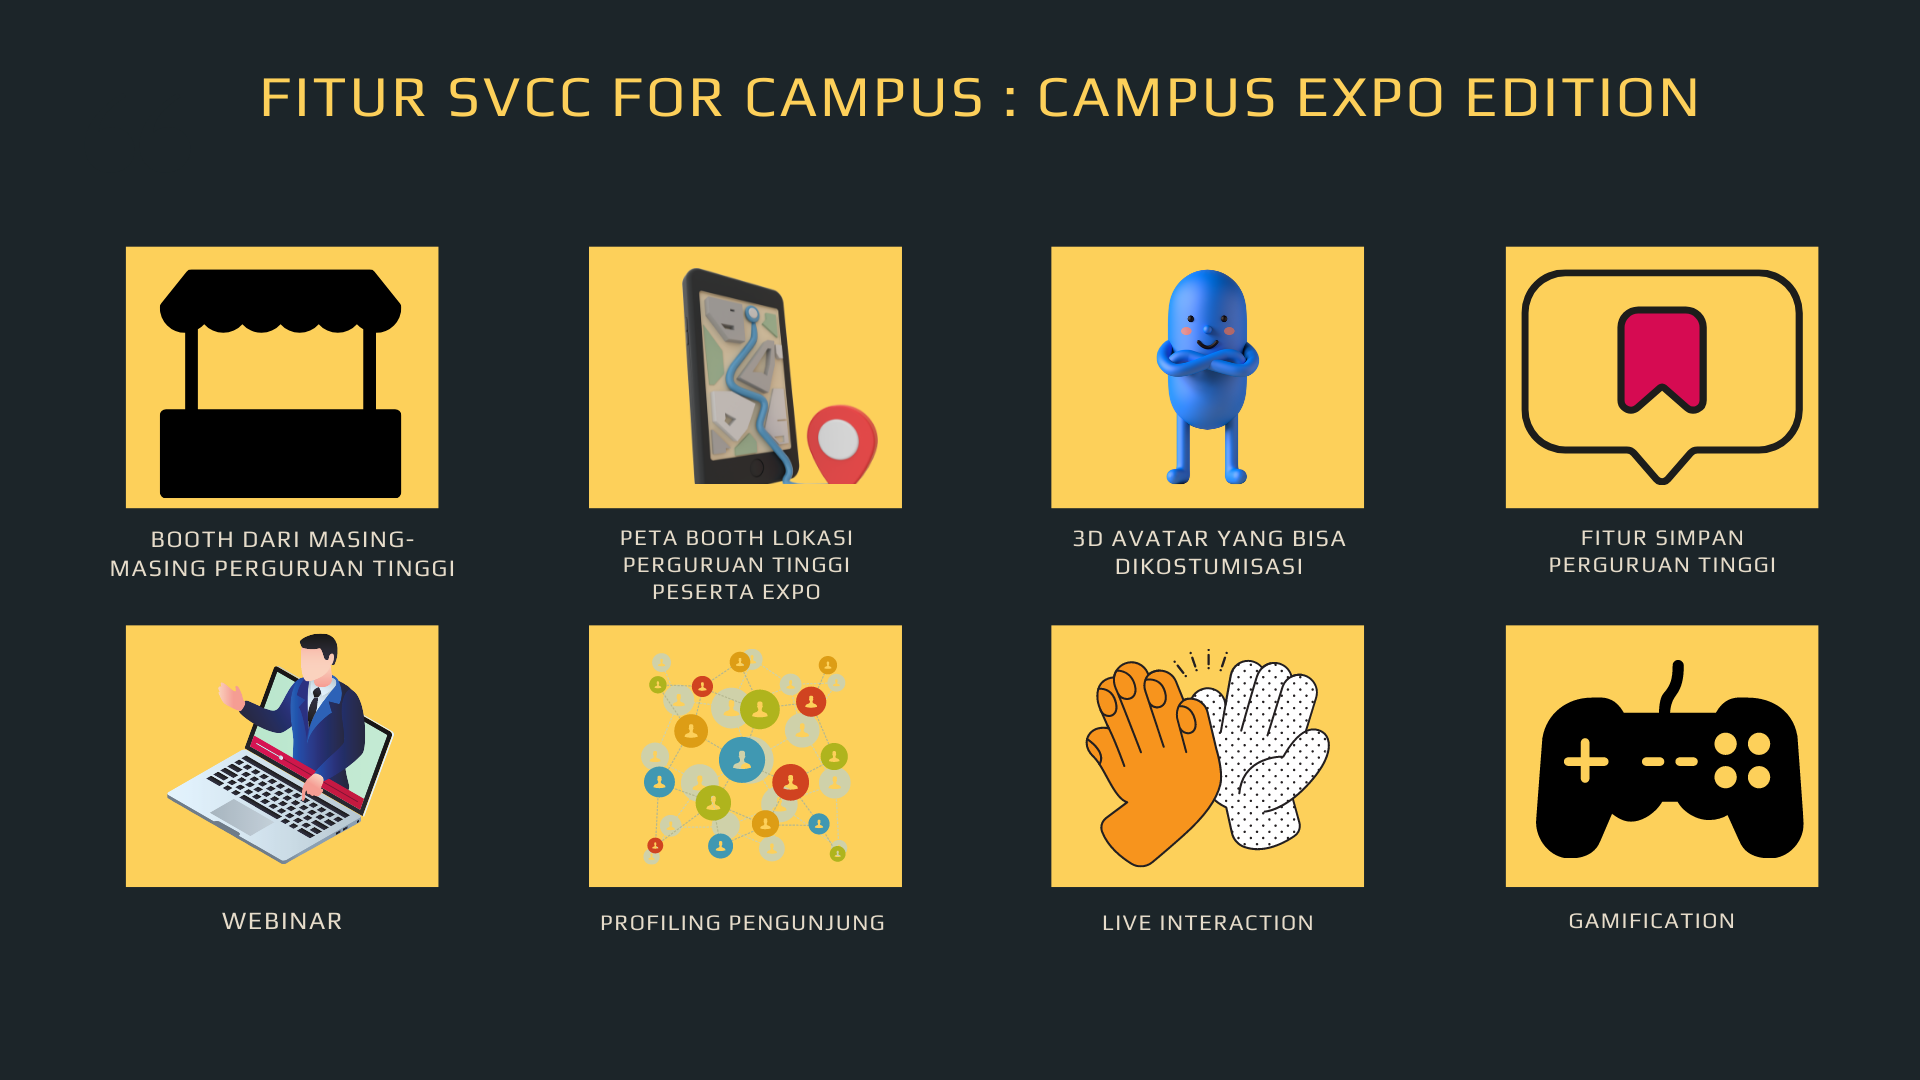 FITUR SVCC FOR CAMPUS : CAMPUS EXPO EDITION
BOOTH DARI MASING-
MASING PERGURUAN TINGGI
PETA BOOTH LOKASI
PERGURUAN TINGGI
PESERTA EXPO
3D AVATAR YANG BISA
DIKOSTUMISASI
FITUR SIMPAN
PERGURUAN TINGGI
WEBINAR
PROFILING PENGUNJUNG
LIVE INTERACTION
GAMIFICATION